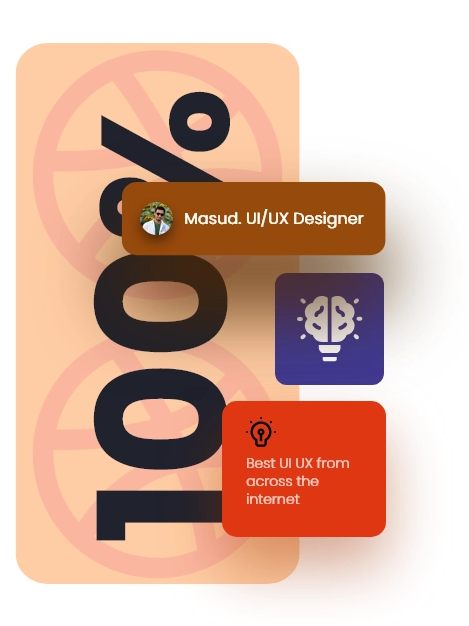 100%
Masud. UI/UX Designer
Best UI UX from
across the
internet